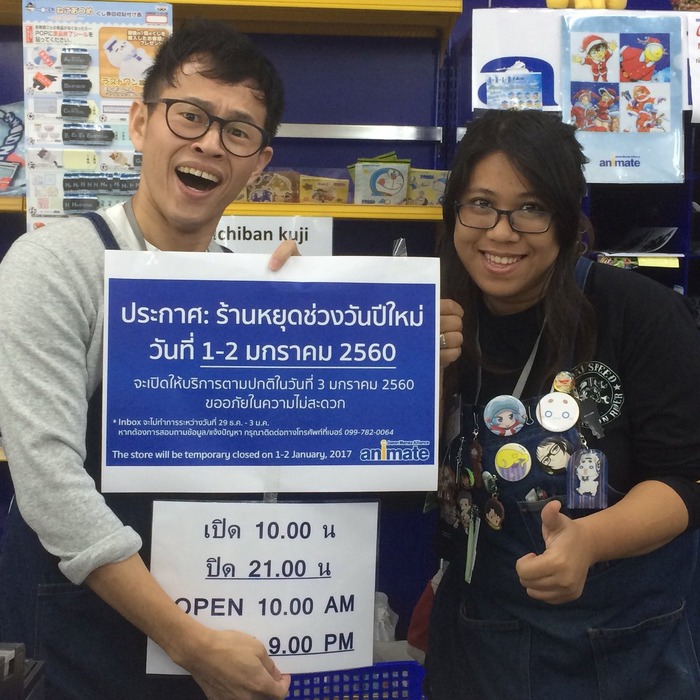 ichiban kuji
ประกาศ: ร้านหยุดช่วงวันปีใหม่
วันที่ 1-2 มกราคม 2560
จะเปิดให้บริการตามปกติในวันที่ 3 มกราคม 2560
ขออภัยในความไม่สะดวก
* Inbox จะไม่ทำการระหว่างวันที่ 29 ธ.ค. - 3 ม.ค.
หากต้องการสอบถามข้อมูล/แจ้งปัญหา กรุณาติดต่อทางโทรศัพท์ที่เบอร์ 099-782-0064
The store will be temporary closed on 1-2 January, 2017
Japan Manga Alliance
animate
เปิด 10.00 น
ปิด 21.00 น
OPEN 10.00 AM
9.00 PM
animate